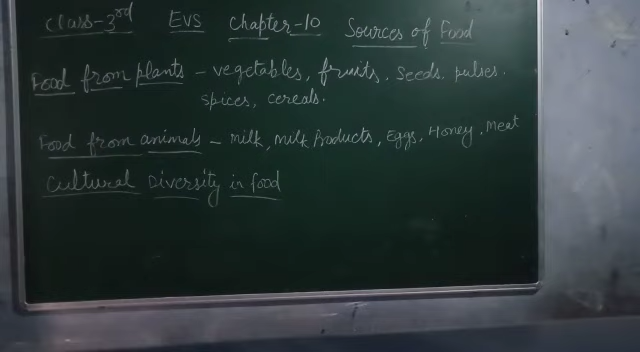 Class-3rd EVS Chapter-10 Sources of Food
Food from plants - vegetables, fruits, seeds, pulses.
spices, cereals.
Food from animals - milk, milk Products, Eggs, Honey, Meat
Cultural Diversity in food